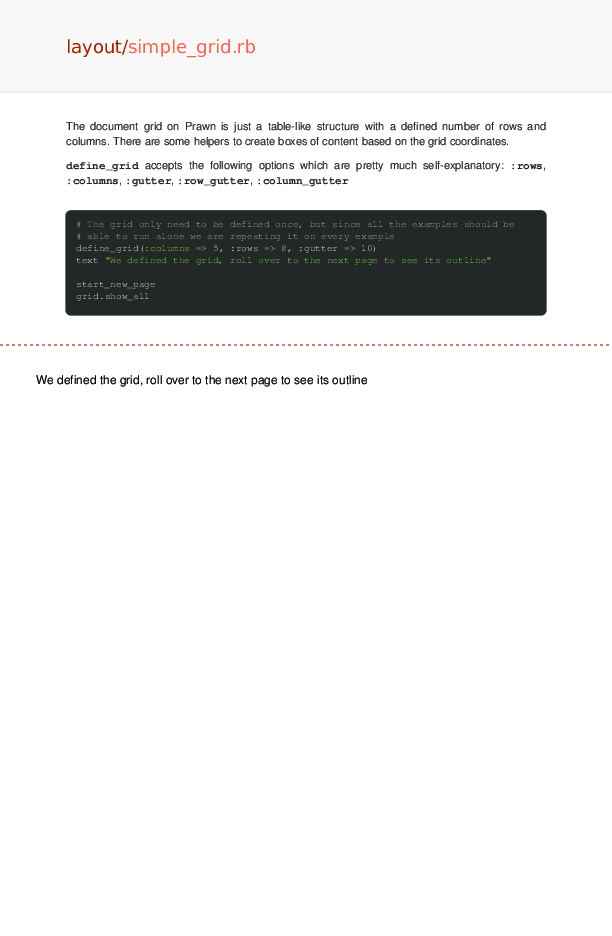 layout/simple_grid.rb
The document grid on Prawn is just a table-like structure with a defined number of rows and
columns. There are some helpers to create boxes of content based on the grid coordinates.
define_grid accepts the following options which are pretty much self-explanatory: :rows,
:columns, :gutter, :row_gutter, :column_gutter
# The grid only need to be defined once, but since all the examples should be
# able to run alone we are repeating it on every example
define_grid(:columns => 5, :rows => 8, :gutter => 10)
text "We defined the grid, roll over to the next page to see its outline"
start_new_page
grid.show_all
We defined the grid, roll over to the next page to see its outline